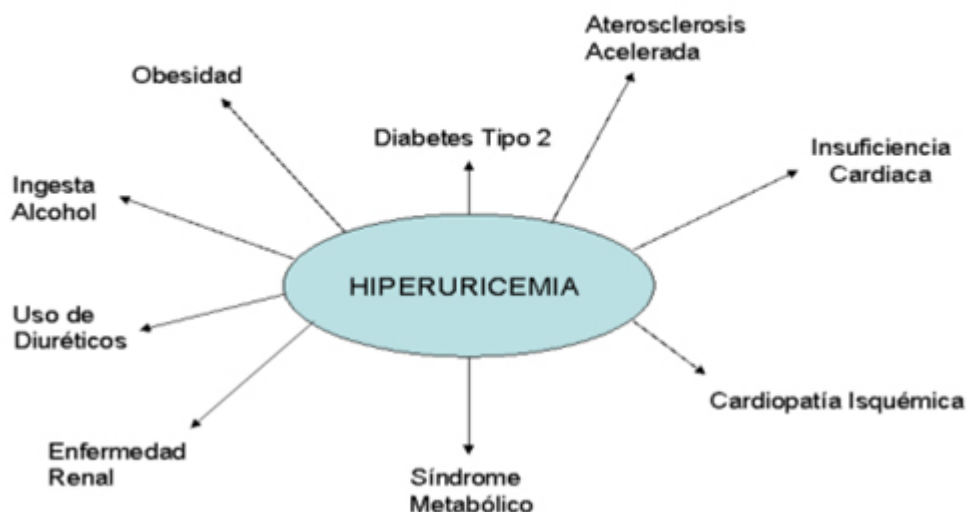 Aterosclerosis
Acelerada
Obesidad
Diabetes Tipo 2
Insuficiencia
Cardiaca
Ingesta
Alcohol
HIPERURICEMIA
Uso de
Diuréticos
Cardiopatía Isquémica
Enfermedad
Renal
Síndrome
Metabólico